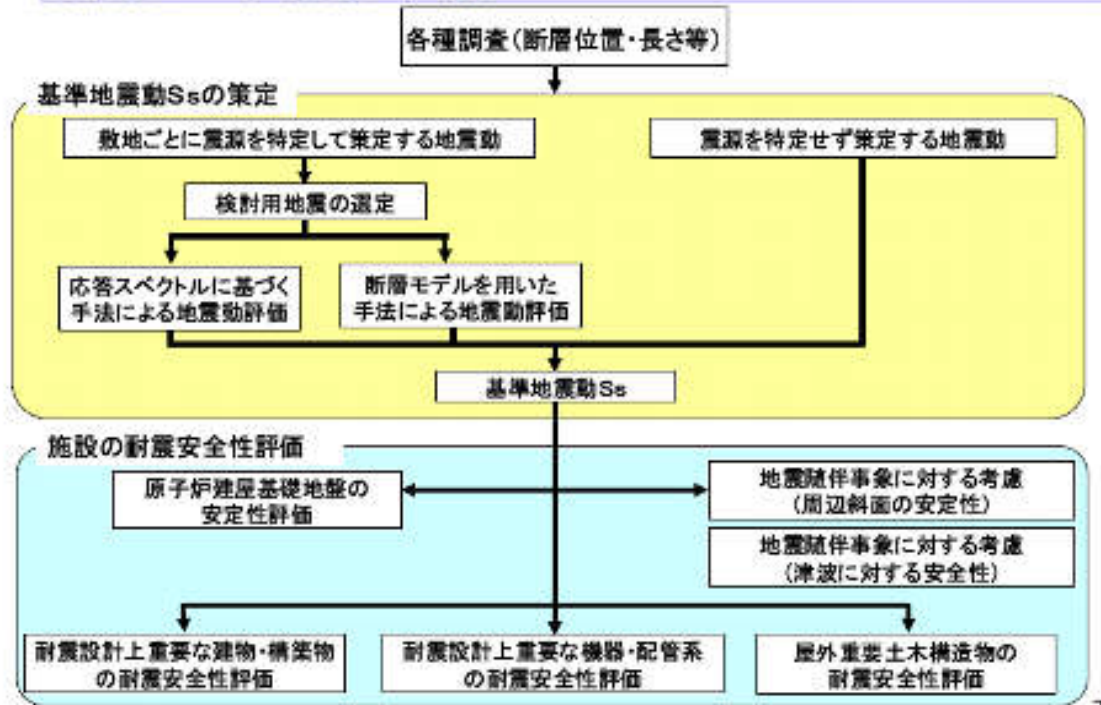 各種調査(断層位置・長さ等)
基準地震動Ssの策定
敷地ごとに震源を特定して策定する地震動
震源を特定せず策定する地震動
検討用地震の選定
応答スペクトルに基づく
手法による地震動評価
断層モデルを用いた
手法による地震動評価
基準地震動Ss
施設の耐震安全性評価
原子炉建屋基礎地盤の
安定性評価
地震随伴事象に対する考慮
(周辺斜面の安定性)
地震随伴事象に対する考慮
(津波に対する安全性)
耐震設計上重要な建物・構築物
の耐震安全性評価
耐震設計上重要な機器・配管系
の耐震安全性評価
屋外重要土木構造物の
耐震安全性評価